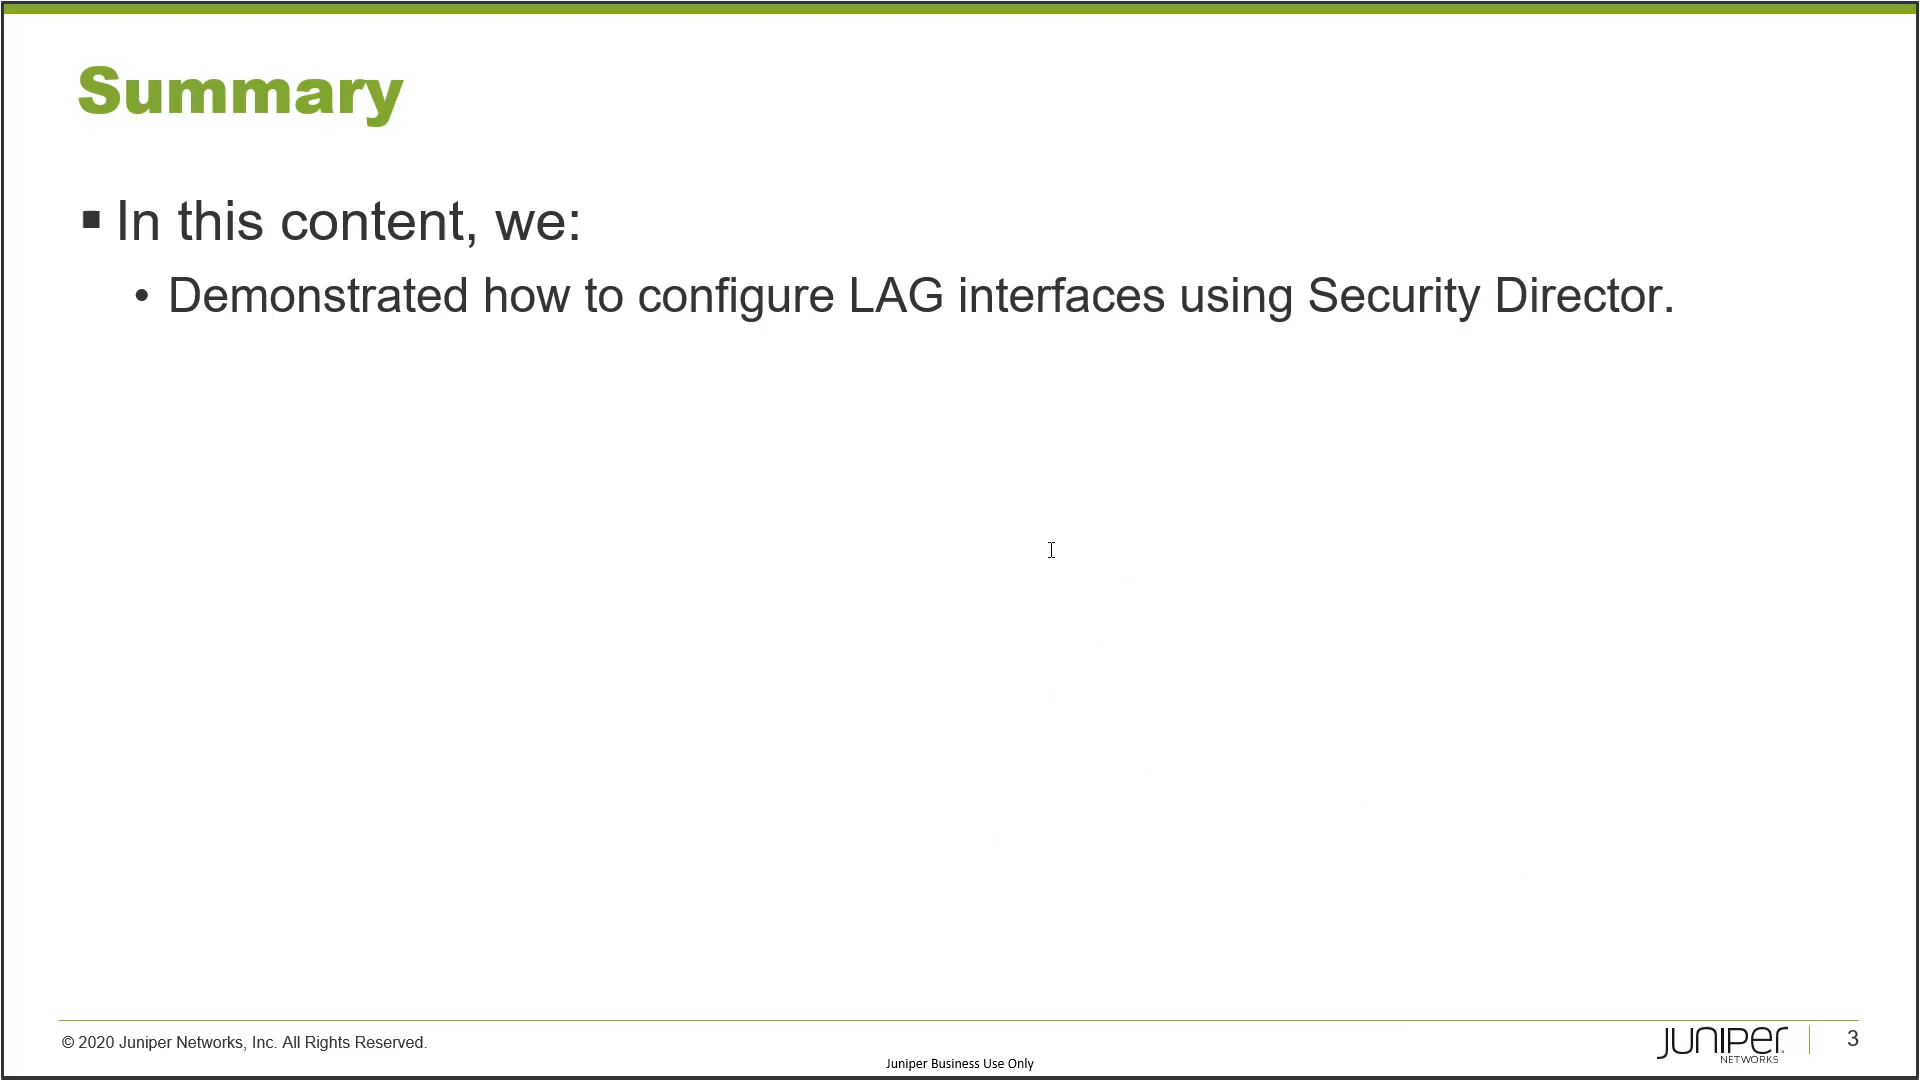 Summary
▪ In this content, we:
• Demonstrated how to configure LAG interfaces using Security Director.
© 2020 Juniper Networks, Inc. All Rights Reserved.
Juniper Business Use Only
JUNIPER
NETWORKS
3